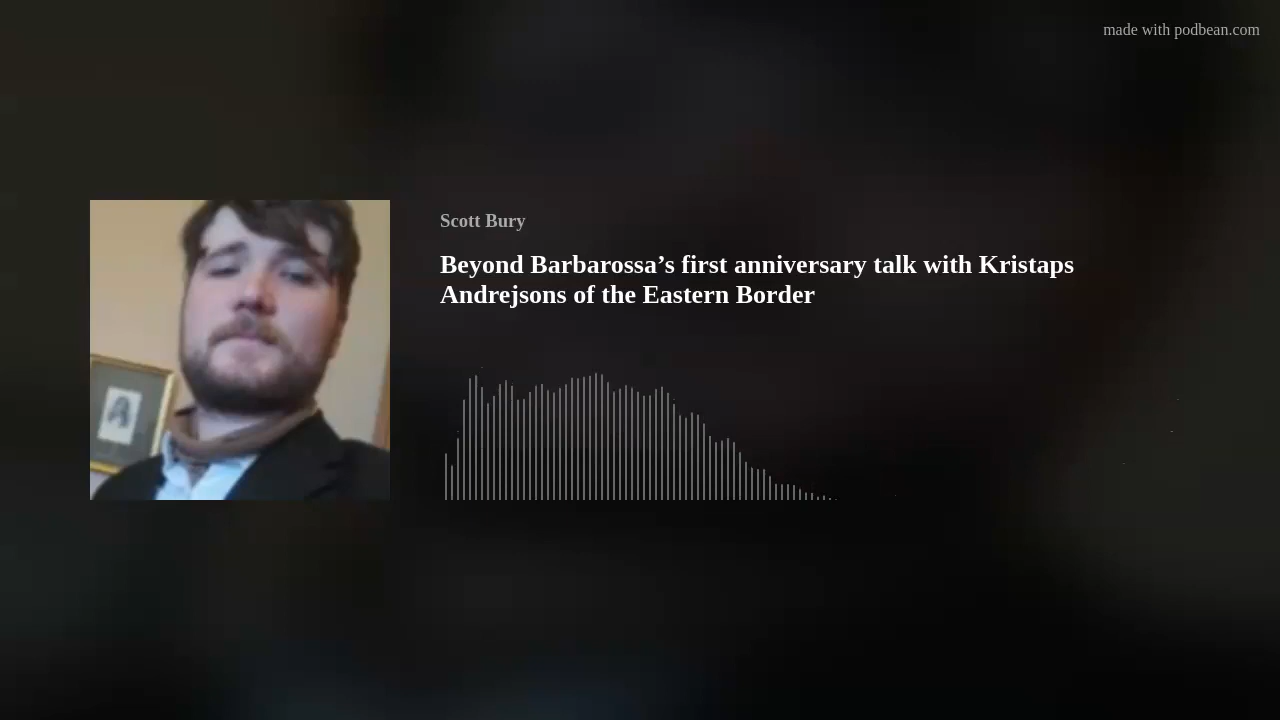 made with podbean.com
Scott Bury
Beyond Barbarossa’s first anniversary talk with Kristaps
Andrejsons of the Eastern Border